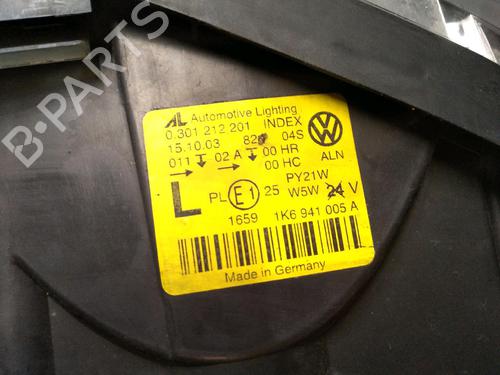 AL Automotive Lighting
0 301 212 201 INDEX
15.10.03 04S
011 02 A 00 HR
00 HC
ALN
L
PL E1 25
PY21W
W5W 24 V
1659 1K6 941 005 A
Made in Germany
B-PARTS